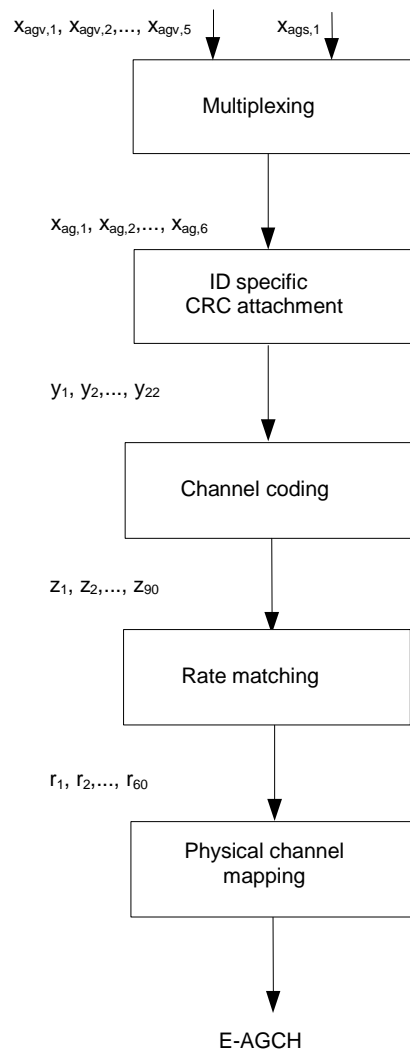 x_agv,1, x_agv,2,..., x_agv,5 x_ags,1
Multiplexing
x_ag,1, x_ag,2,..., x_ag,6
ID specific
CRC attachment
y_1, y_2,..., y_22
Channel coding
z_1, z_2,..., z_90
Rate matching
r_1, r_2,..., r_60
Physical channel
mapping
E-AGCH